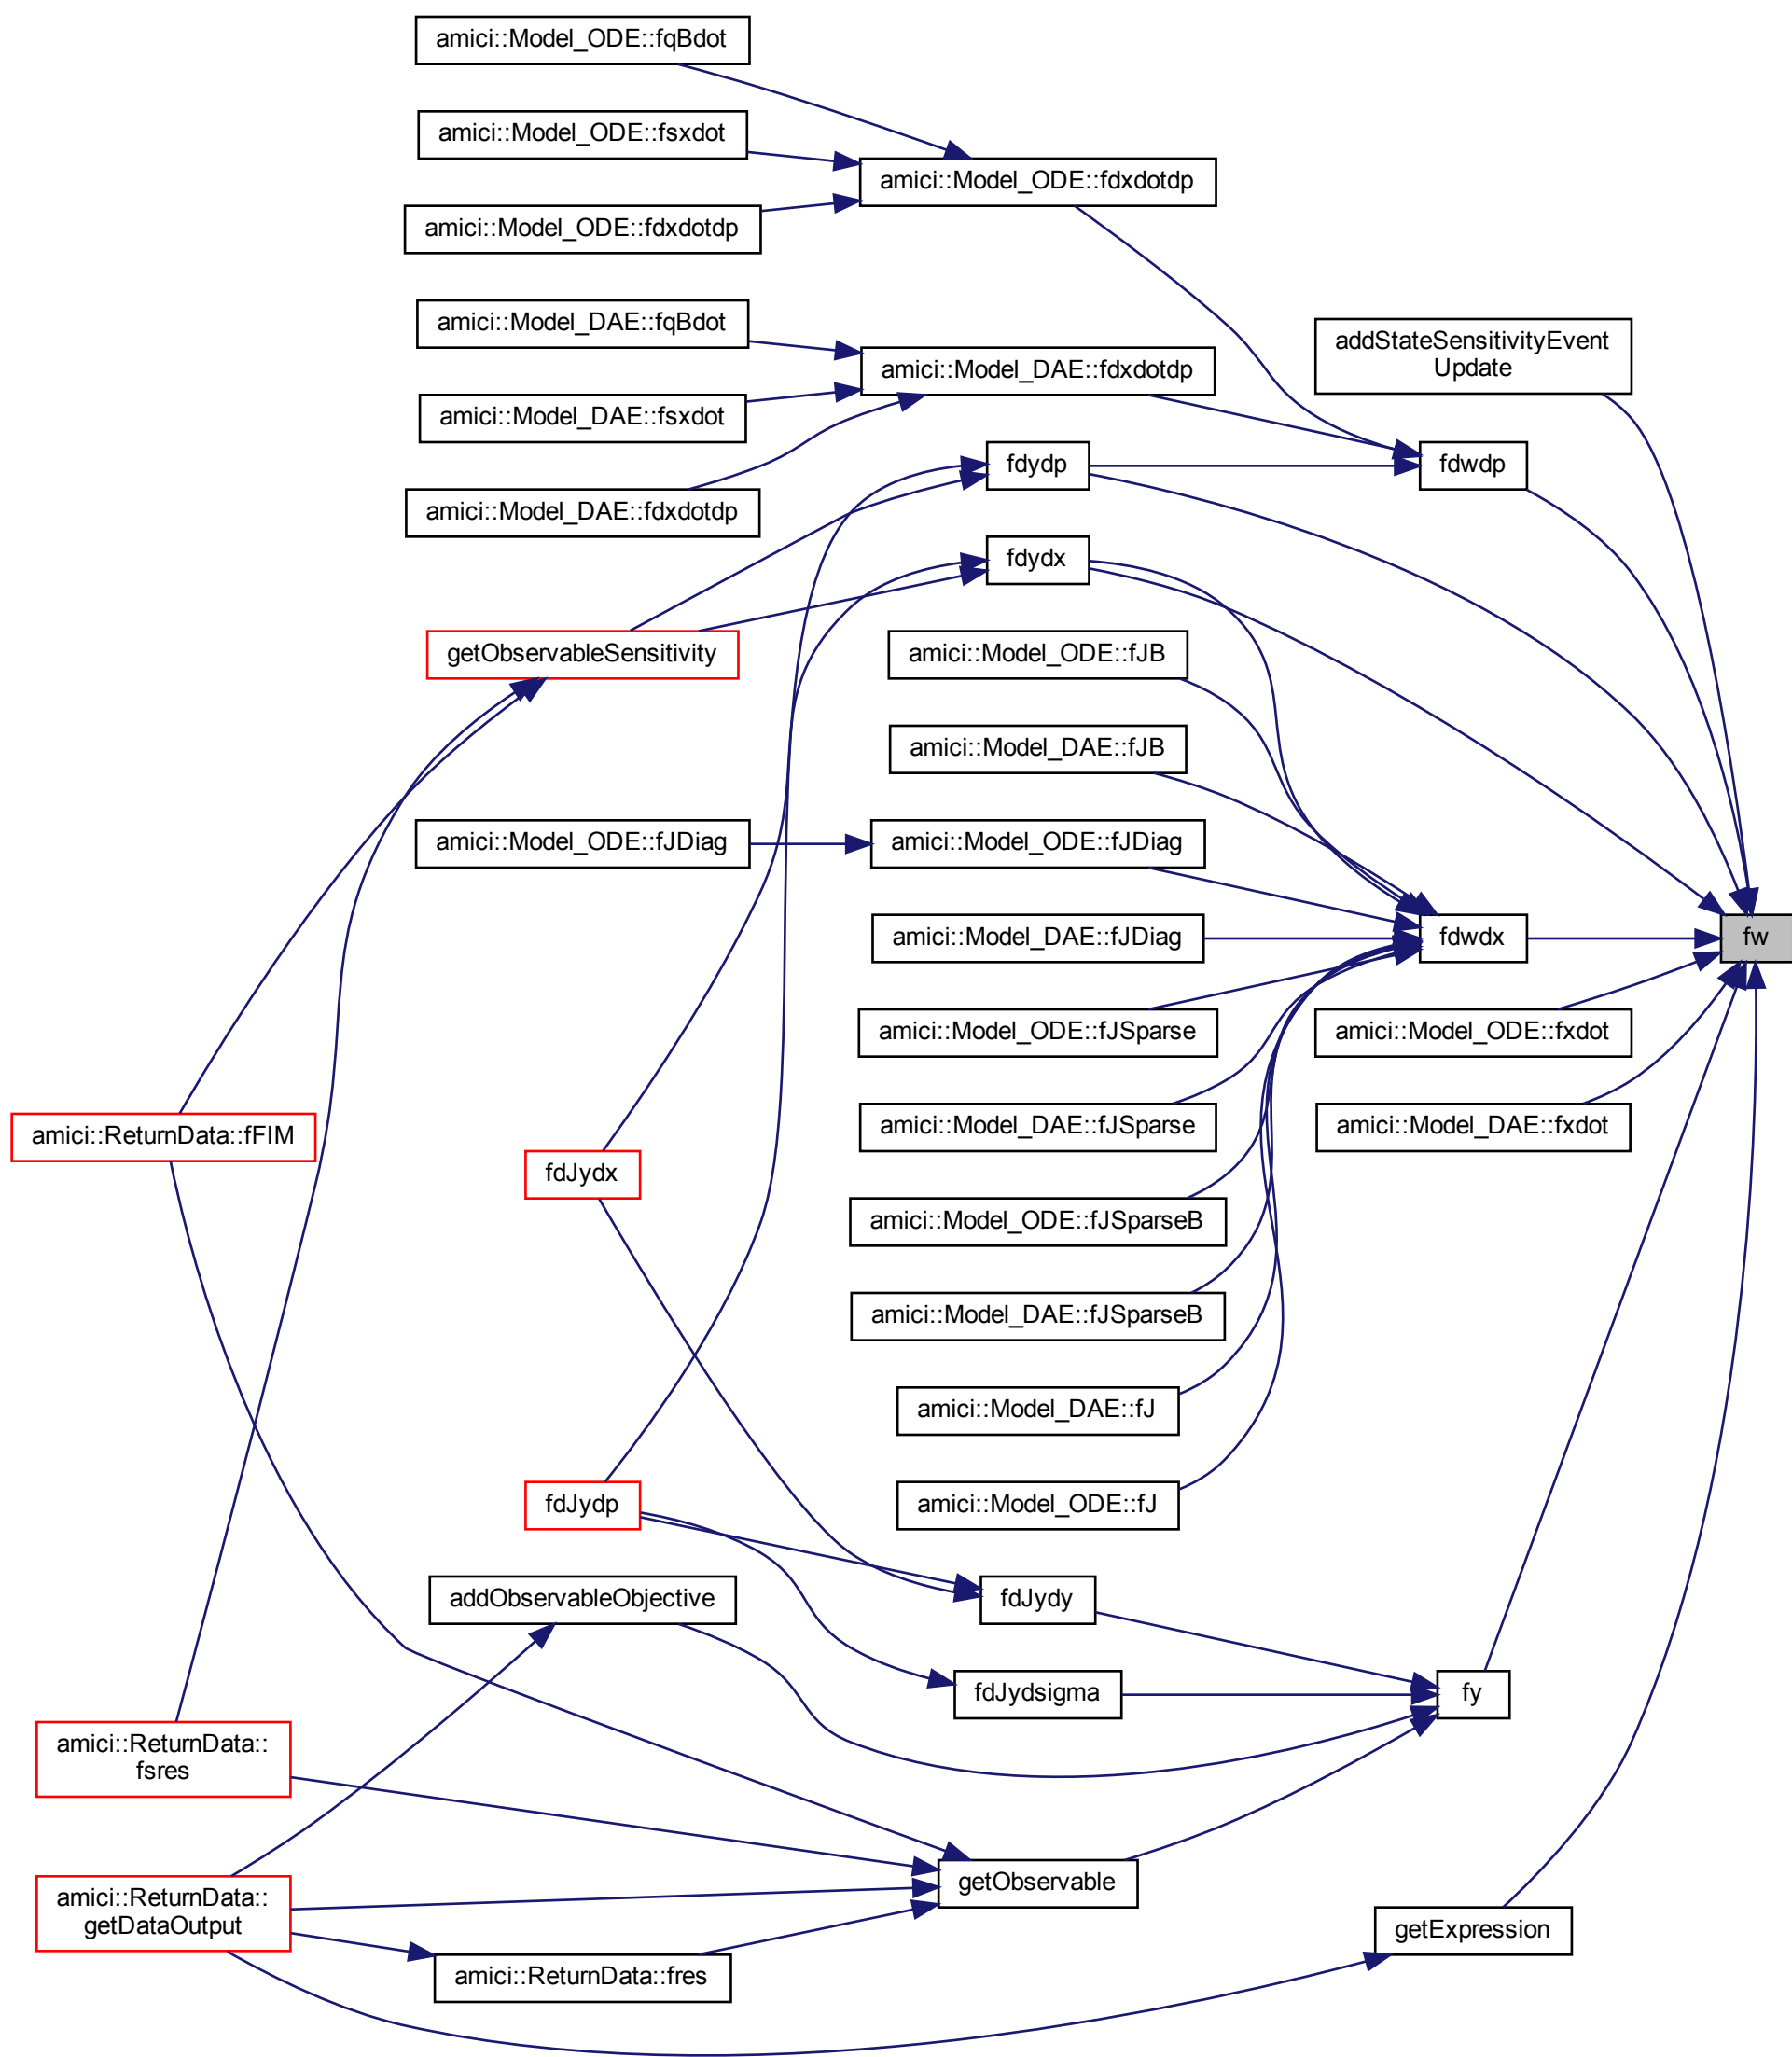 amici::Model_ODE::fqBdot
amici::Model_ODE::fsxdot
amici::Model_ODE::fdxdotdp
amici::Model_ODE::fdxdotdp
amici::Model_DAE::fqBdot
addStateSensitivityEvent
Update
amici::Model_DAE::fdxdotdp
amici::Model_DAE::fsxdot
fdydp
fdwdp
amici::Model_DAE::fdxdotdp
fdydx
getObservableSensitivity
amici::Model_ODE::fJB
amici::Model_DAE::fJB
amici::Model_ODE::fJDiag
amici::Model_ODE::fJDiag
amici::Model_DAE::fJDiag
fdwdx
fw
amici::Model_ODE::fJSparse
amici::Model_ODE::fxdot
amici::ReturnData::fFIM
amici::Model_DAE::fJSparse
amici::Model_DAE::fxdot
fdJydx
amici::Model_ODE::fJSparseB
amici::Model_DAE::fJSparseB
amici::Model_DAE::fJ
fdJydp
amici::Model_ODE::fJ
addObservableObjective
fdJydy
fdJydsigma
fy
amici::ReturnData::
fsres
getObservable
amici::ReturnData::
getDataOutput
getExpression
amici::ReturnData::fres